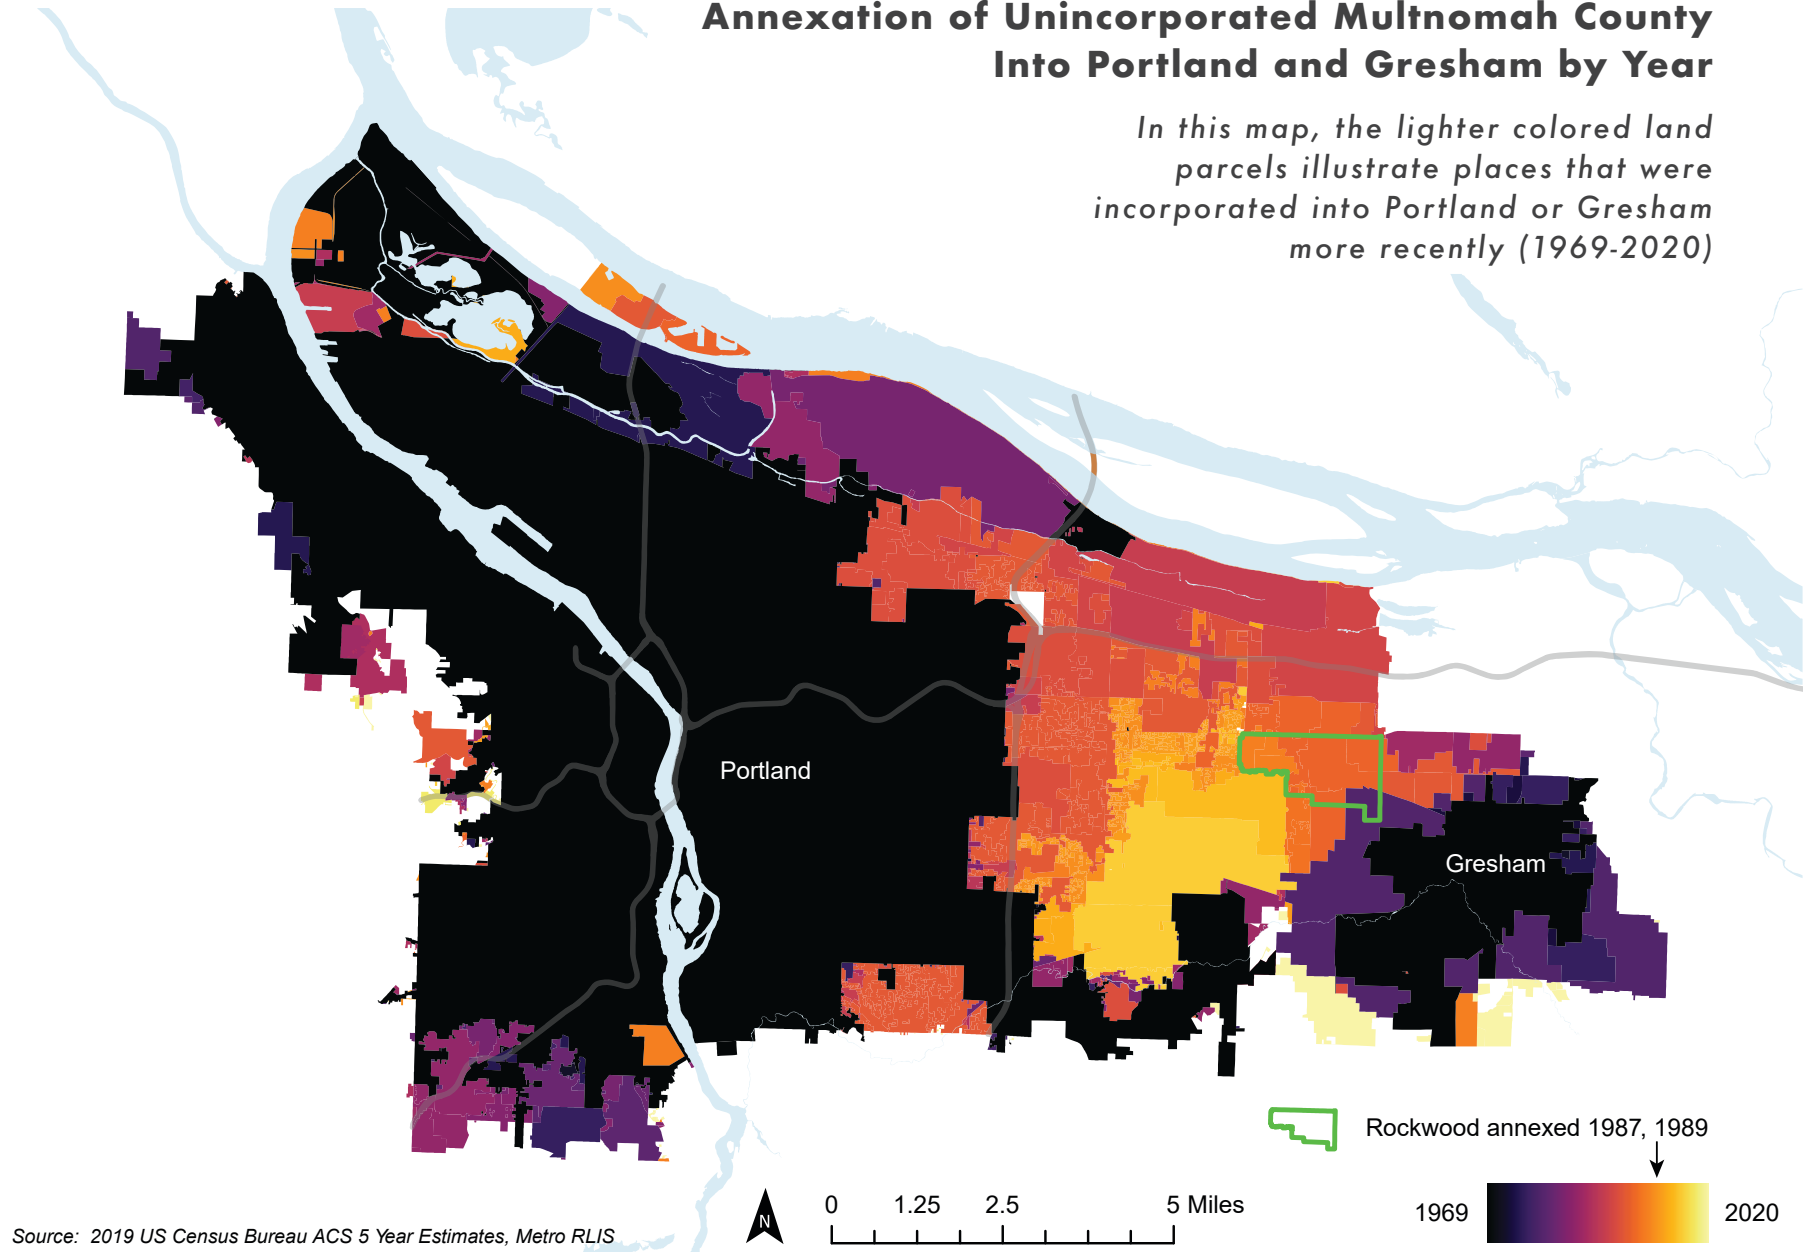 Annexation of Unincorporated Multnomah County
Into Portland and Gresham by Year
In this map, the lighter colored land
parcels illustrate places that were
incorporated into Portland or Gresham
more recently (1969-2020)
Portland
Gresham
Rockwood annexed 1987, 1989
1969
2020
N
0 1.25 2.5 5 Miles
Source: 2019 US Census Bureau ACS 5 Year Estimates, Metro RLIS